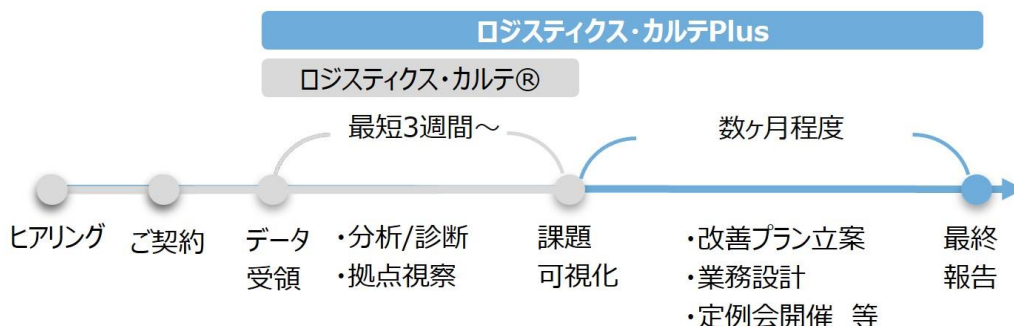 ロジスティクス・カルテPlus
ロジスティクス・カルテ®
最短3週間～
数ヶ月程度
ヒアリング
ご契約
データ
受領
・分析/診断
・拠点視察
課題
可視化
・改善プラン立案
・業務設計
・定例会開催 等
最終
報告